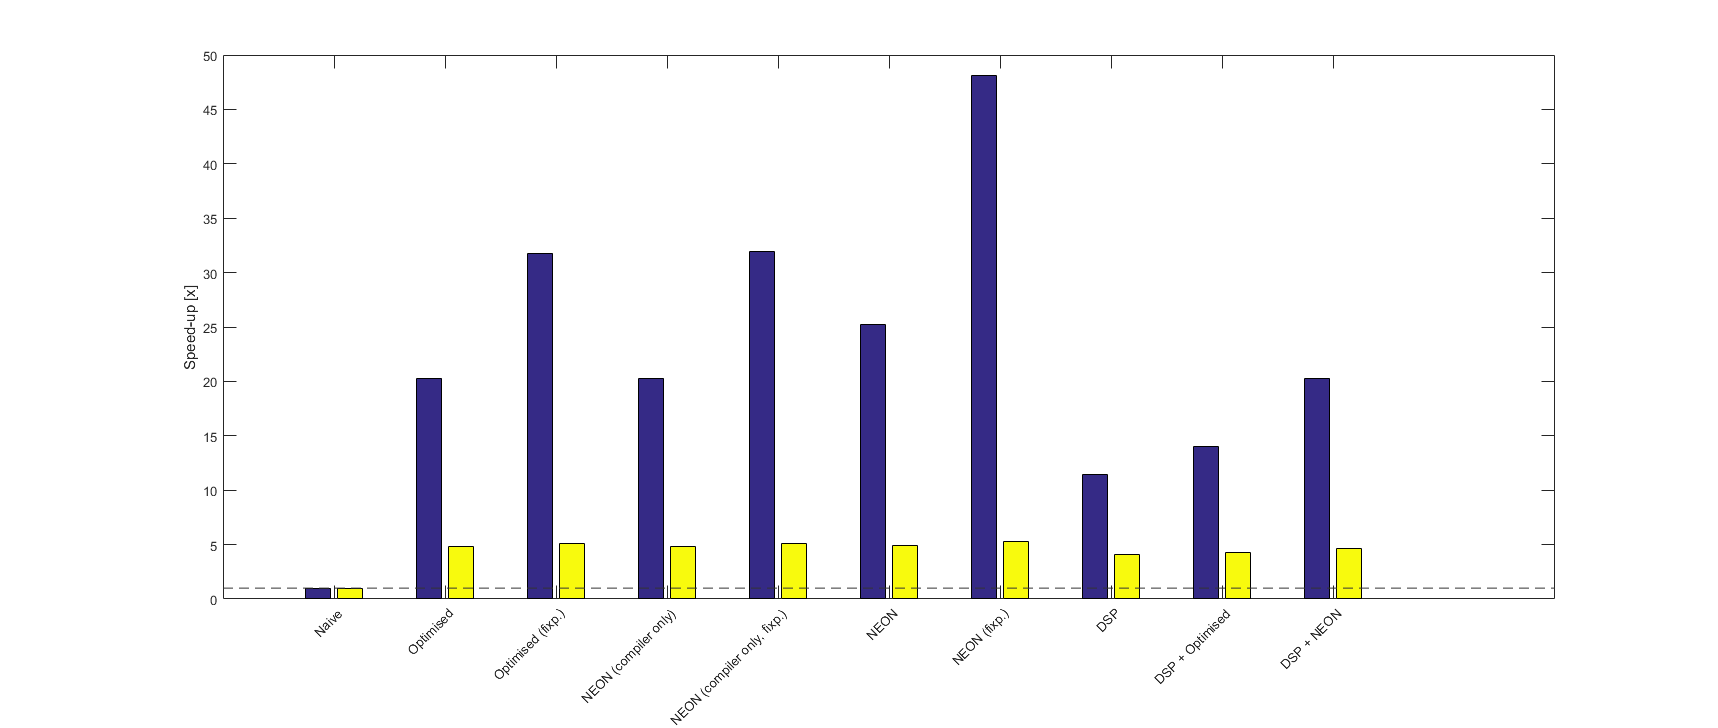 50
45
40
35
30
25
20
15
10
5
0
Speed-up [x]
Naive
Optimised
Optimised (fixp.)
NEON (compiler only)
NEON (compiler only. fixp.)
NEON
NEON (fixp.)
DSP
DSP + Optimised
DSP + NEON